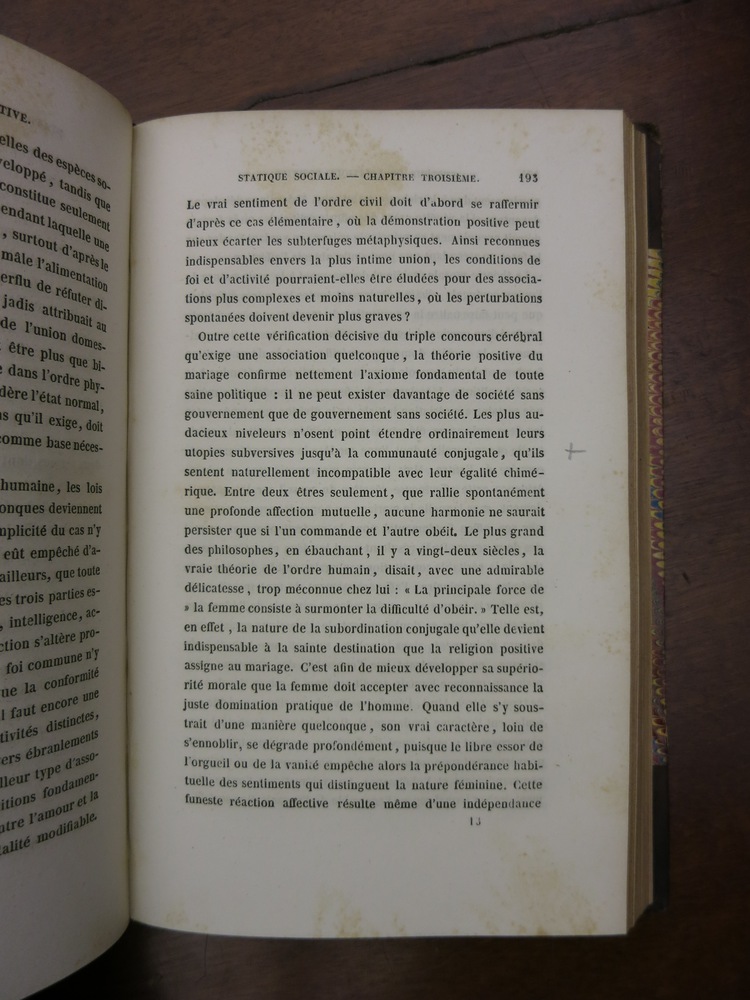 TIVE.
elles des espèces so-
veloppé, tandis que
constitue seulement
endant laquelle une
, surtout d'après le
mâle l'alimentation
erflu de réfuter di-
jadis attribuait au
de l'union domes-
être plus que bi-
dans l'ordre phy-
dère l'état normal,
s qu'il exige, doit
comme base néces-
humaine, les lois
onques deviennent
mplicité du cas n'y
eût empêché d'a-
ailleurs, que toute
es trois parties es-
, intelligence, ac-
ction s'altère pro-
foi commune n'y
ue la conformité
l faut encore une
tivités distinctes,
vers ébranlements
lleur type d'asso-
itions fondamen-
ntre l'amour et la
talité modifiable.
STATIQUE SOCIALE. — CHAPITRE TROISIÈME. 193
Le vrai sentiment de l'ordre civil doit d'abord se raffermir
d'après ce cas élémentaire, où la démonstration positive peut
mieux écarter les subterfuges métaphysiques. Ainsi reconnues
indispensables envers la plus intime union, les conditions de
foi et d'activité pourraient-elles être éludées pour des associa-
tions plus complexes et moins naturelles, où les perturbations
spontanées doivent devenir plus graves?
Outre cette vérification décisive du triple concours cérébral
qu'exige une association quelconque, la théorie positive du
mariage confirme nettement l'axiome fondamental de toute
saine politique : il ne peut exister davantage de société sans
gouvernement que de gouvernement sans société. Les plus au-
dacieux niveleurs n'osent point étendre ordinairement leurs
utopies subversives jusqu'à la communauté conjugale, qu'ils
sentent naturellement incompatible avec leur égalité chimé-
rique. Entre deux êtres seulement, que rallie spontanément
une profonde affection mutuelle, aucune harmonie ne saurait
persister que si l'un commande et l'autre obéit. Le plus grand
des philosophes, en ébauchant, il y a vingt-deux siècles, la
vraie théorie de l'ordre humain, disait, avec une admirable
délicatesse, trop méconnue chez lui : « La principale force de
» la femme consiste à surmonter la difficulté d'obéir. » Telle est,
en effet, la nature de la subordination conjugale qu'elle devient
indispensable à la sainte destination que la religion positive
assigne au mariage. C'est afin de mieux développer sa supério-
rité morale que la femme doit accepter avec reconnaissance la
juste domination pratique de l'homme. Quand elle s'y sous-
trait d'une manière quelconque, son vrai caractère, loin de
s'ennoblir, se dégrade profondément, puisque le libre essor de
l'orgueil ou de la vanité empêche alors la prépondérance habi-
tuelle des sentiments qui distinguent la nature féminine. Cette
funeste réaction affective résulte même d'une indépendance
13